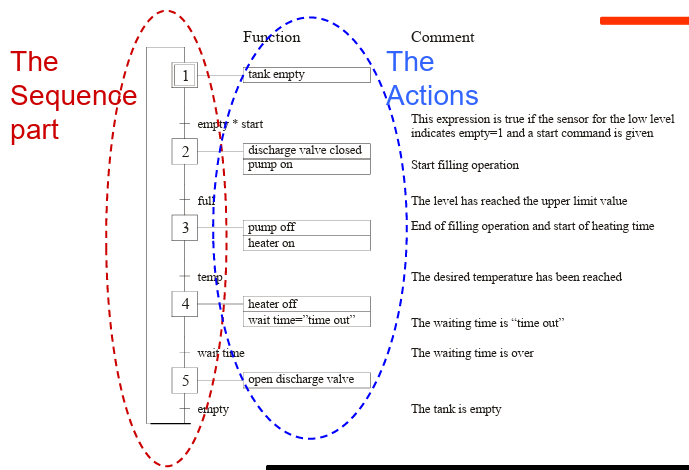 Function
Comment
The
Sequence
part
The
Actions
1
tank empty
empty * start
This expression is true if the sensor for the low level
indicates empty=1 and a start command is given
2
discharge valve closed
pump on
Start filling operation
full
The level has reached the upper limit value
3
pump off
heater on
End of filling operation and start of heating time
temp
The desired temperature has been reached
4
heater off
wait time=”time out”
The waiting time is “time out”
wait time
The waiting time is over
5
open discharge valve
empty
The tank is empty